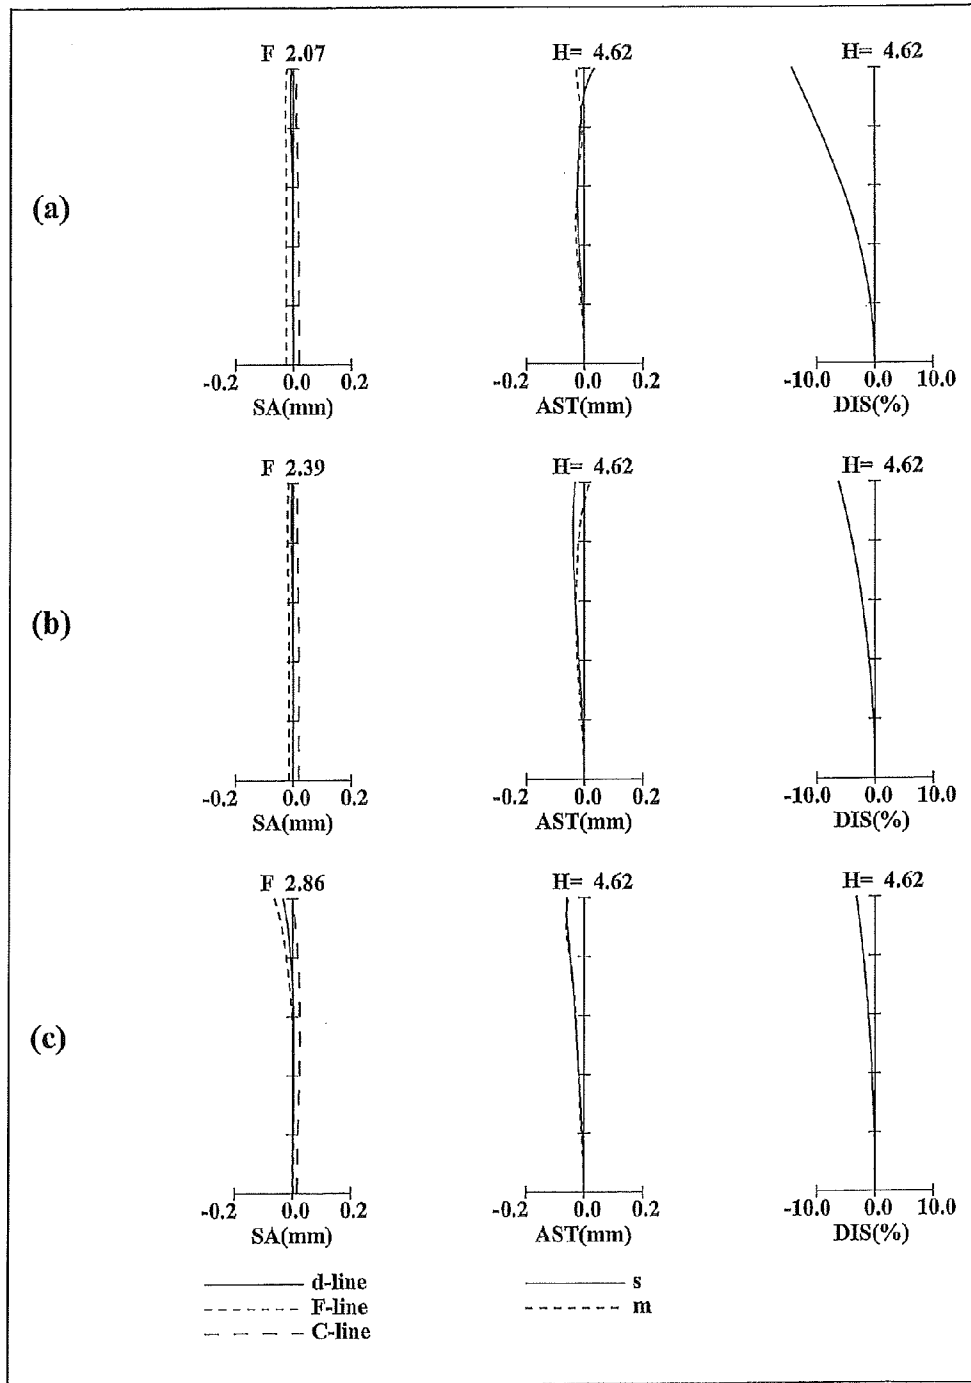 F 2.07 H= 4.62 H= 4.62
(a)
-0.2 0.0 0.2 -0.2 0.0 0.2 -10.0 0.0 10.0
SA(mm) AST(mm) DIS(%)
F 2.39 H= 4.62 H= 4.62
(b)
-0.2 0.0 0.2 -0.2 0.0 0.2 -10.0 0.0 10.0
SA(mm) AST(mm) DIS(%)
F 2.86 H= 4.62 H= 4.62
(c)
-0.2 0.0 0.2 -0.2 0.0 0.2 -10.0 0.0 10.0
SA(mm) AST(mm) DIS(%)
d-line s
F-line m
C-line